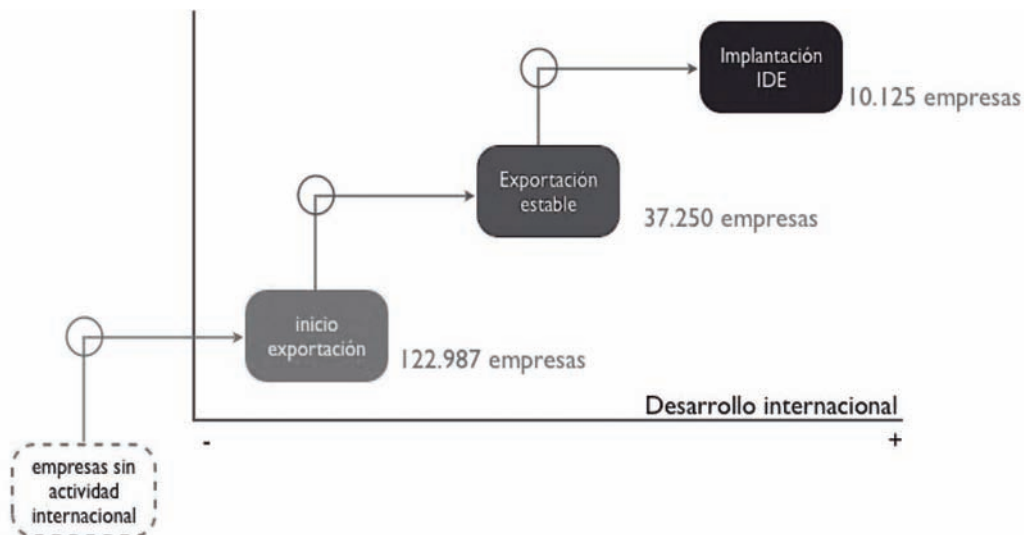 Implantación
IDE
10.125 empresas
Exportación
estable
37.250 empresas
inicio
exportación
122.987 empresas
Desarrollo internacional
-
+
empresas sin
actividad
internacional